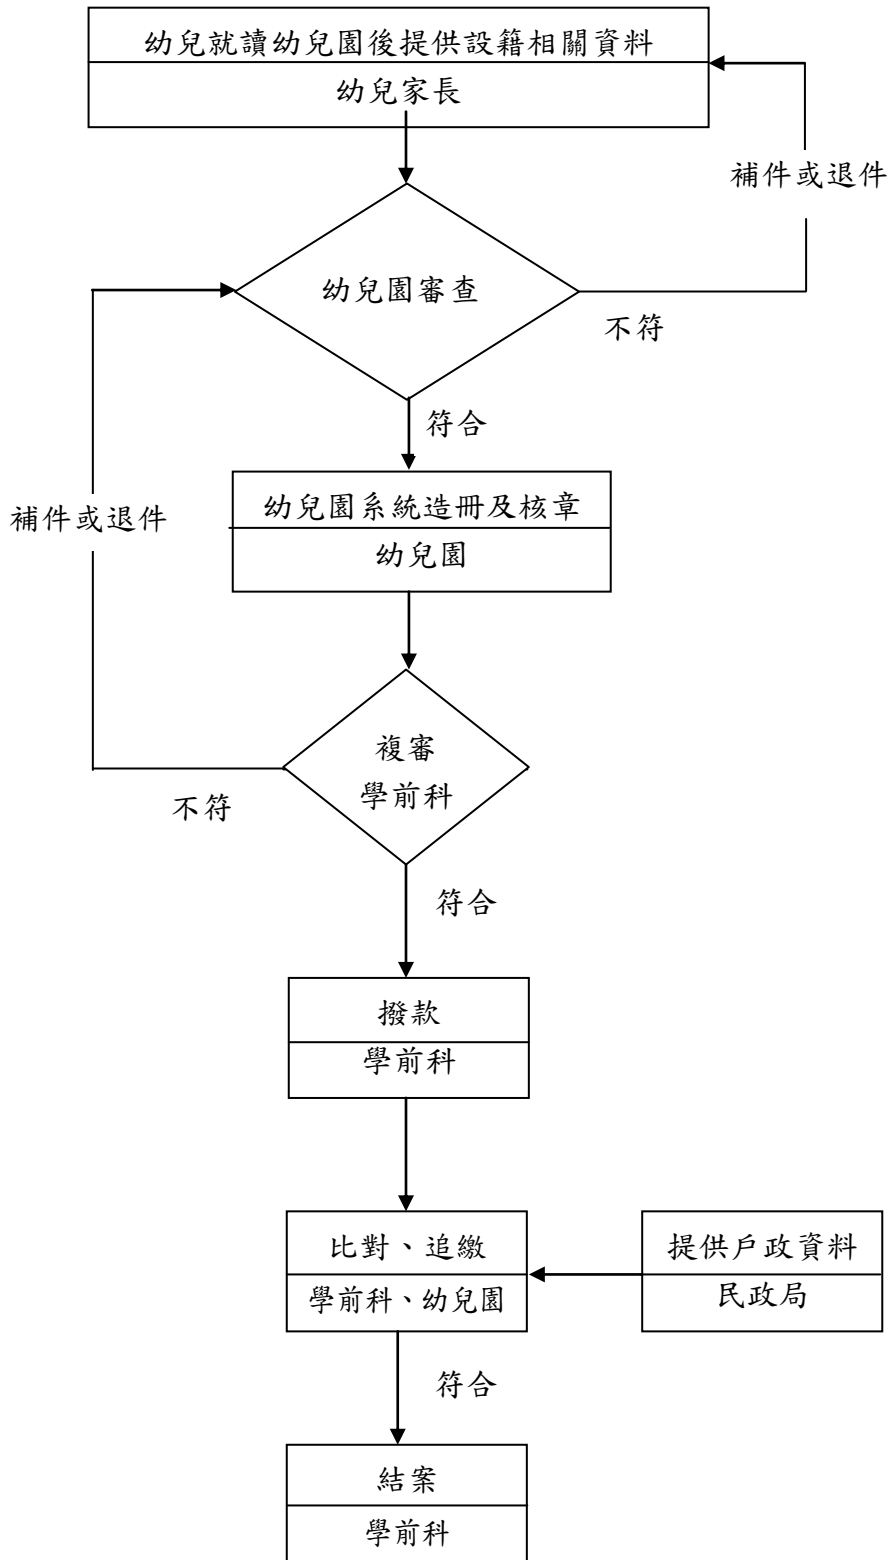 幼兒就讀幼兒園後提供設籍相關資料
幼兒家長
補件或退件
幼兒園審查
不符
符合
幼兒園系統造冊及核章
幼兒園
補件或退件
複審
學前科
不符
符合
撥款
學前科
比對、追繳
學前科、幼兒園
提供戶政資料
民政局
符合
結案
學前科